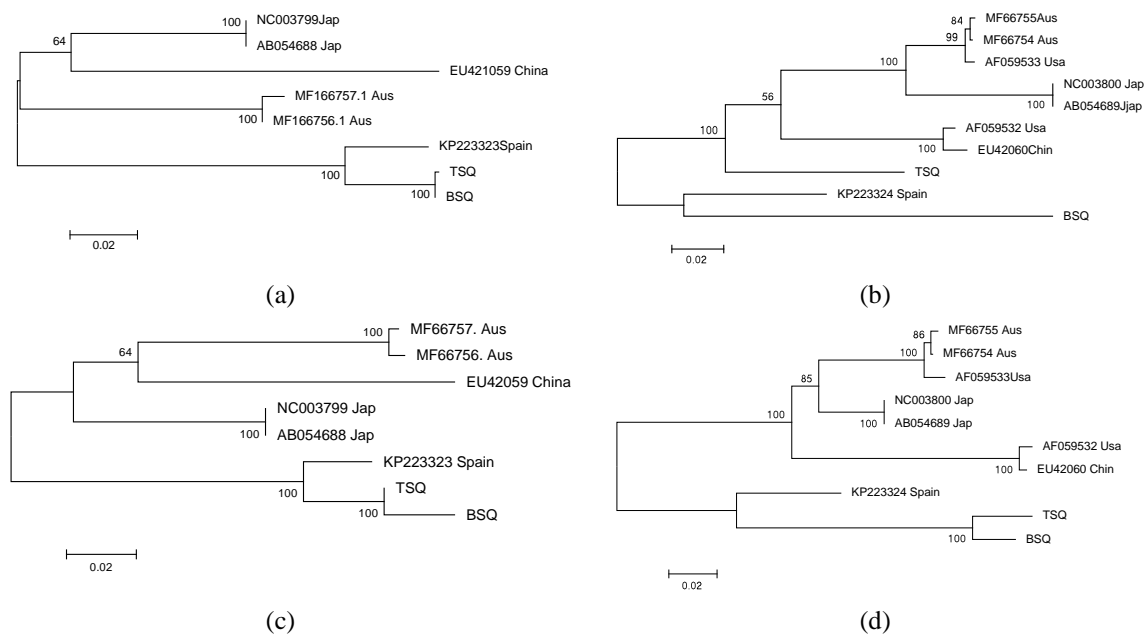 NC003799Jap
100
AB054688 Jap
64
EU421059 China
MF166757.1 Aus
100
MF166756.1 Aus
KP223323Spain
100
TSQ
100
BSQ
0.02
(a)
84
MF66755Aus
99
MF66754 Aus
AF059533 Usa
100
NC003800 Jap
100
AB054689Jjap
56
AF059532 Usa
100
EU42060Chin
100
TSQ
KP223324 Spain
BSQ
0.02
(b)
100
MF66757. Aus
MF66756. Aus
64
EU42059 China
NC003799 Jap
100
AB054688 Jap
KP223323 Spain
100
TSQ
100
BSQ
0.02
(c)
86
MF66755 Aus
MF66754 Aus
100
AF059533Usa
85
NC003800 Jap
100
AB054689 Jap
100
AF059532 Usa
100
EU42060 Chin
KP223324 Spain
TSQ
100
BSQ
0.02
(d)